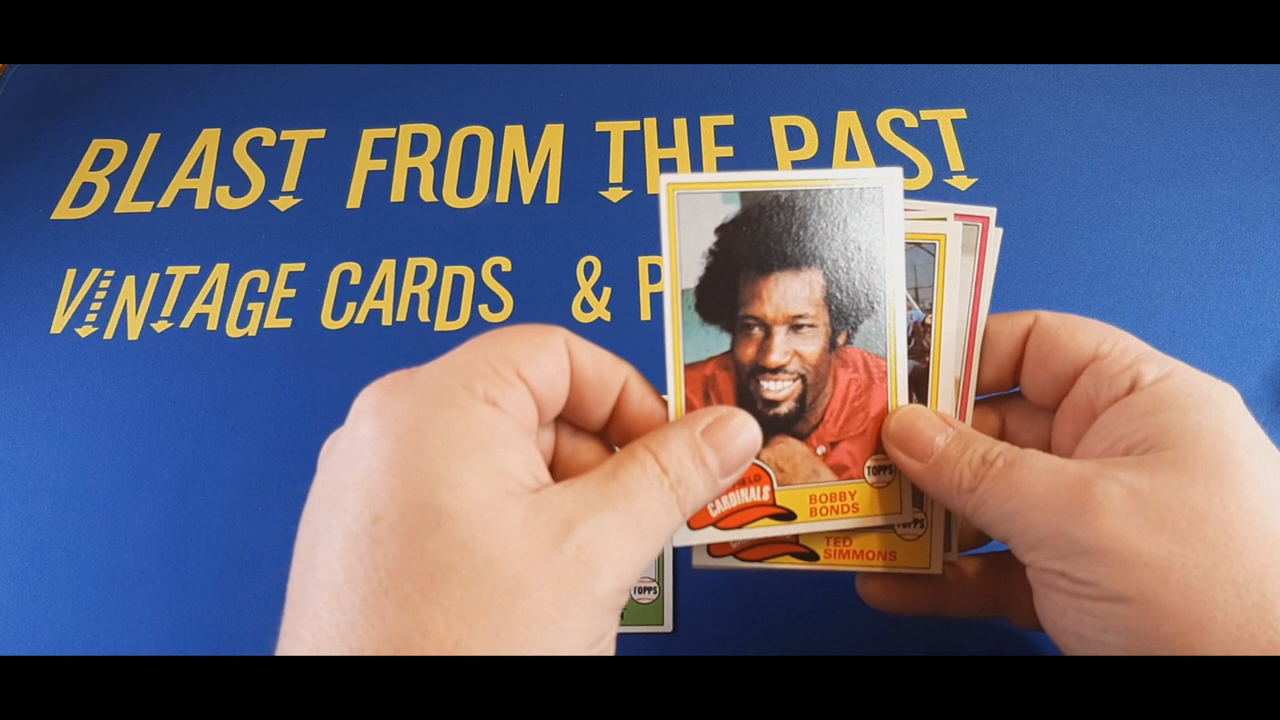 BLAST FROM THE PAST
VINTAGE CARDS & P
TOPPS
CARDINALS
BOBBY
BONDS
TOPPS
TED
SIMMONS
TOPPS